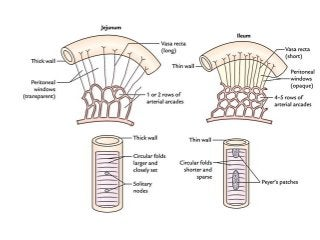 Jejunum
Thick wall
Vasa recta
(long)
Peritoneal
windows
(transparent)
1 or 2 rows of
arterial arcades
Ileum
Thin wall
Vasa recta
(short)
Peritoneal
windows
(opaque)
4-5 rows of
arterial arcades
Thick wall
Circular folds
larger and
closely set
Solitary
nodes
Thin wall
Circular folds
shorter and
sparse
Peyer's patches